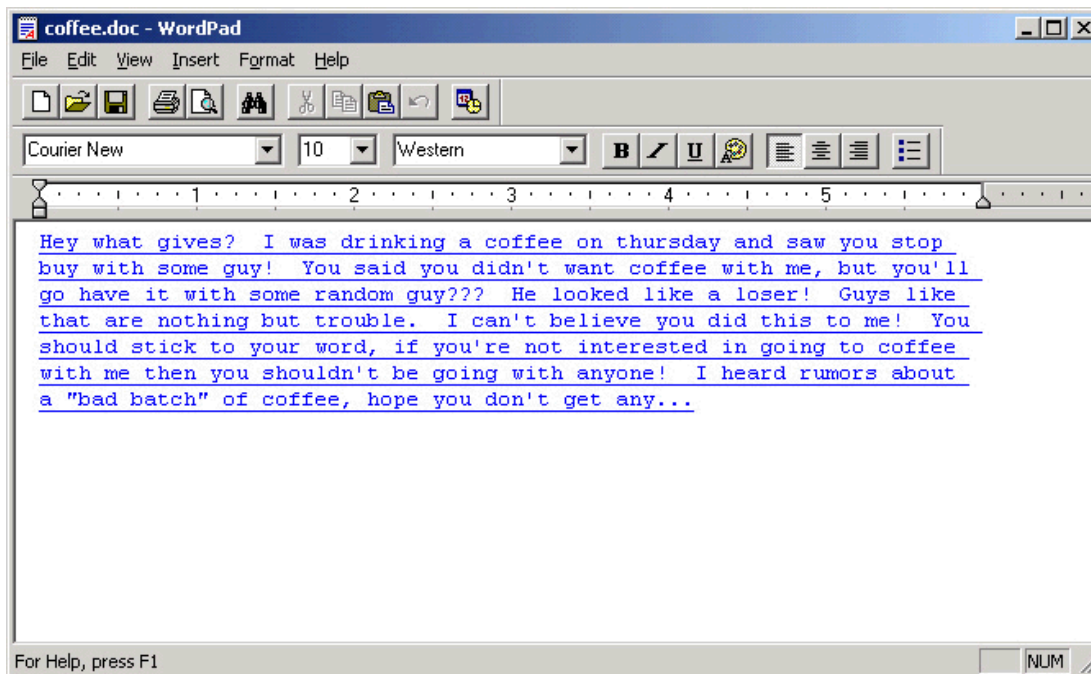 coffee.doc - WordPad
File Edit View Insert Format Help
Courier New 10 Western B I U
1 2 3 4 5
Hey what gives?  I was drinking a coffee on thursday and saw you stop
buy with some guy!  You said you didn't want coffee with me, but you'll
go have it with some random guy???  He looked like a loser!  Guys like
that are nothing but trouble.  I can't believe you did this to me!  You
should stick to your word, if you're not interested in going to coffee
with me then you shouldn't be going with anyone!  I heard rumors about
a "bad batch" of coffee, hope you don't get any...
For Help, press F1 NUM